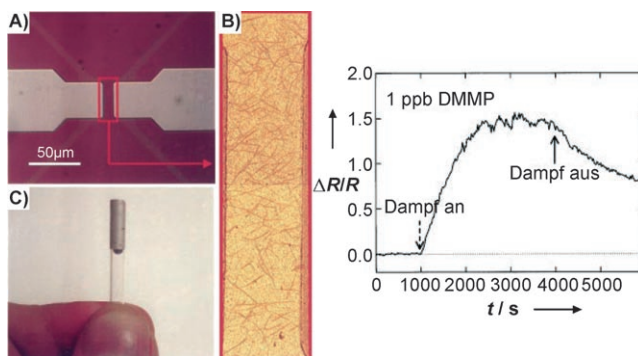 A)
B)
50µm
C)
2.0
1.5
1.0
0.5
0.0
ΔR/R
1 ppb DMMP
Dampf an
Dampf aus
0 1000 2000 3000 4000 5000
t / s